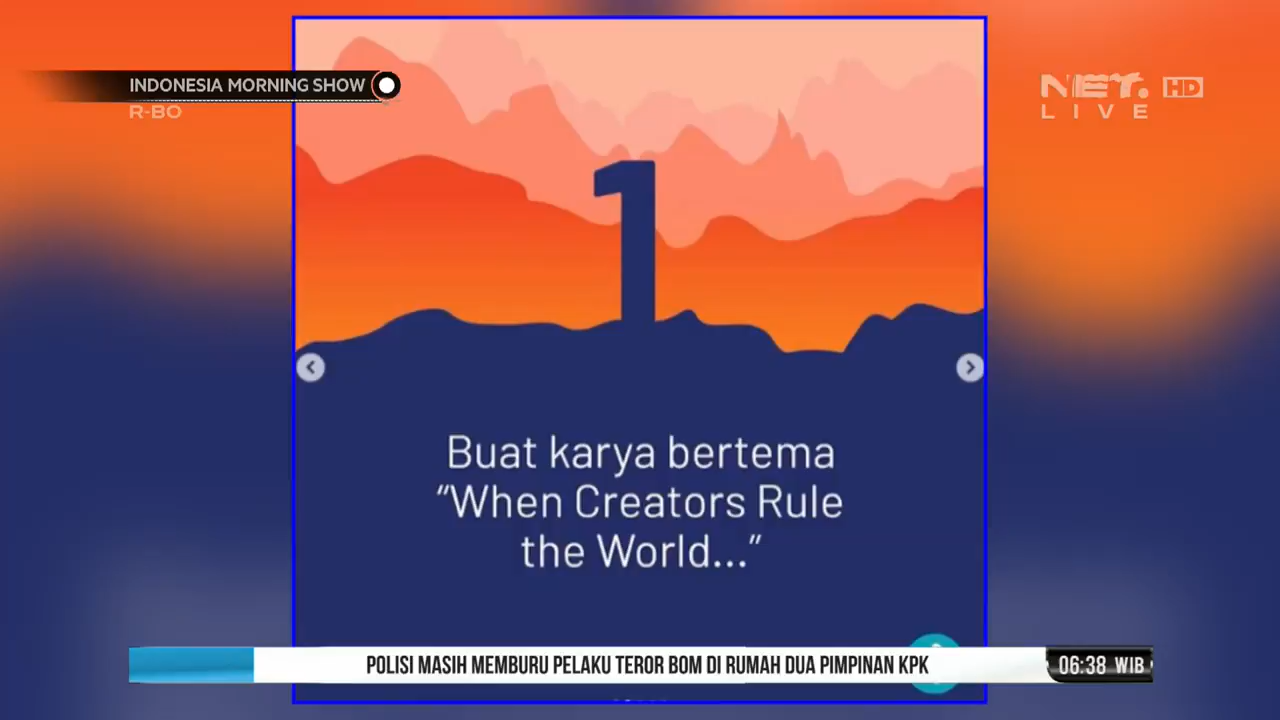 INDONESIA MORNING SHOW
R-BO
NET. HD
LIVE
1
Buat karya bertema
“When Creators Rule
the World...”
POLISI MASIH MEMBURU PELAKU TEROR BOM DI RUMAH DUA PIMPINAN KPK
06:38 WIB